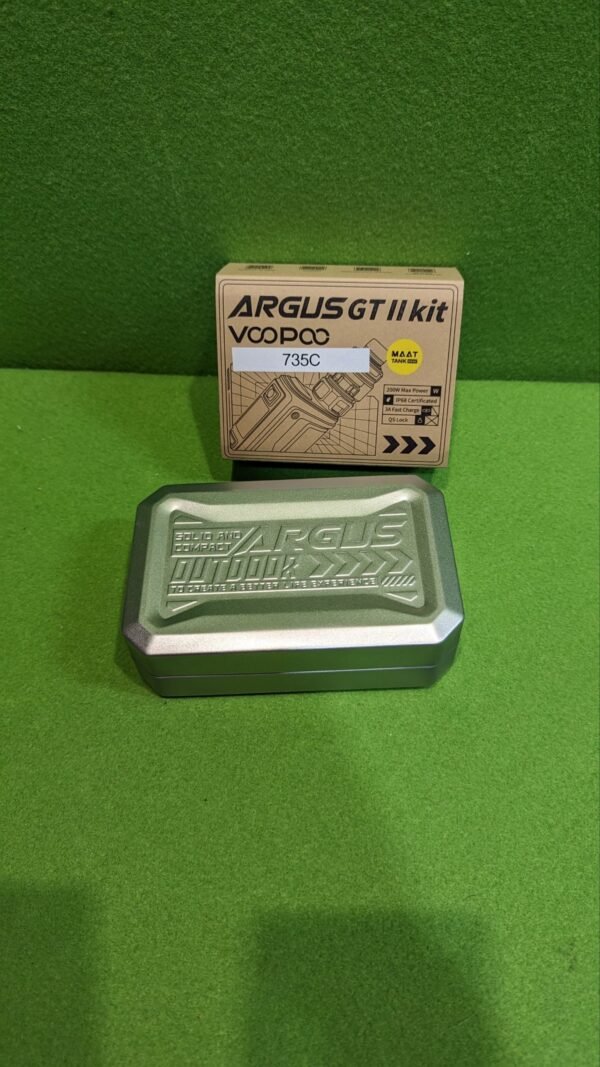 ARGUS GT II kit
VOOPOO
735C
MAAT
TANK
200W Max Power W
IP68 Certificated
3A Fast Charge
QS Lock
SOLID AND
COMPACT
ARGUS
OUTDOOR
TO CREATE A BETTER LIFE EXPERIENCE